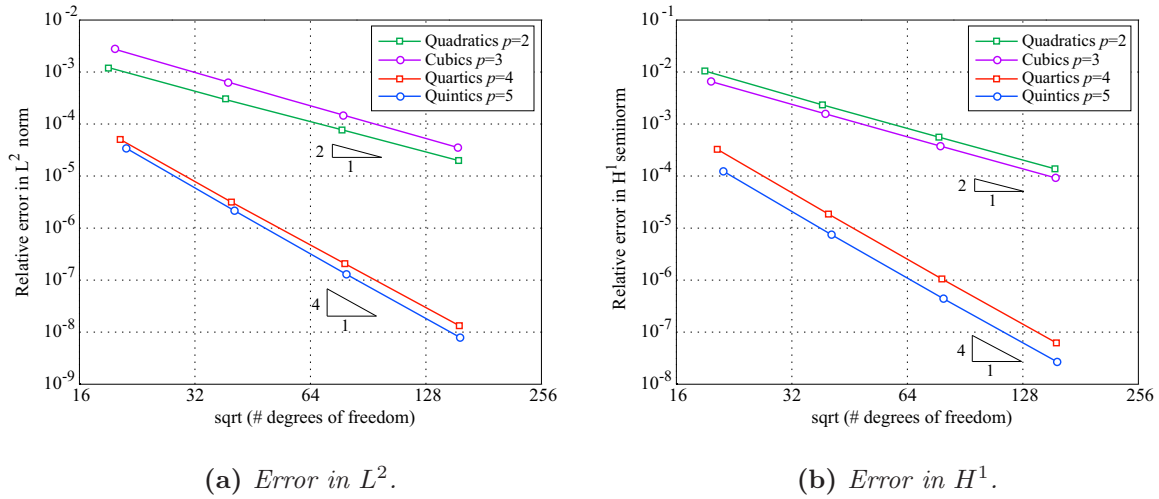 10^-2
10^-3
10^-4
10^-5
10^-6
10^-7
10^-8
10^-9
Relative error in L^2 norm
Quadratics p=2
Cubics p=3
Quartics p=4
Quintics p=5
2
1
4
1
16 32 64 128 256
sqrt (# degrees of freedom)
(a) Error in L^2.
10^-1
10^-2
10^-3
10^-4
10^-5
10^-6
10^-7
10^-8
Relative error in H^1 seminorm
Quadratics p=2
Cubics p=3
Quartics p=4
Quintics p=5
2
1
4
1
16 32 64 128 256
sqrt (# degrees of freedom)
(b) Error in H^1.